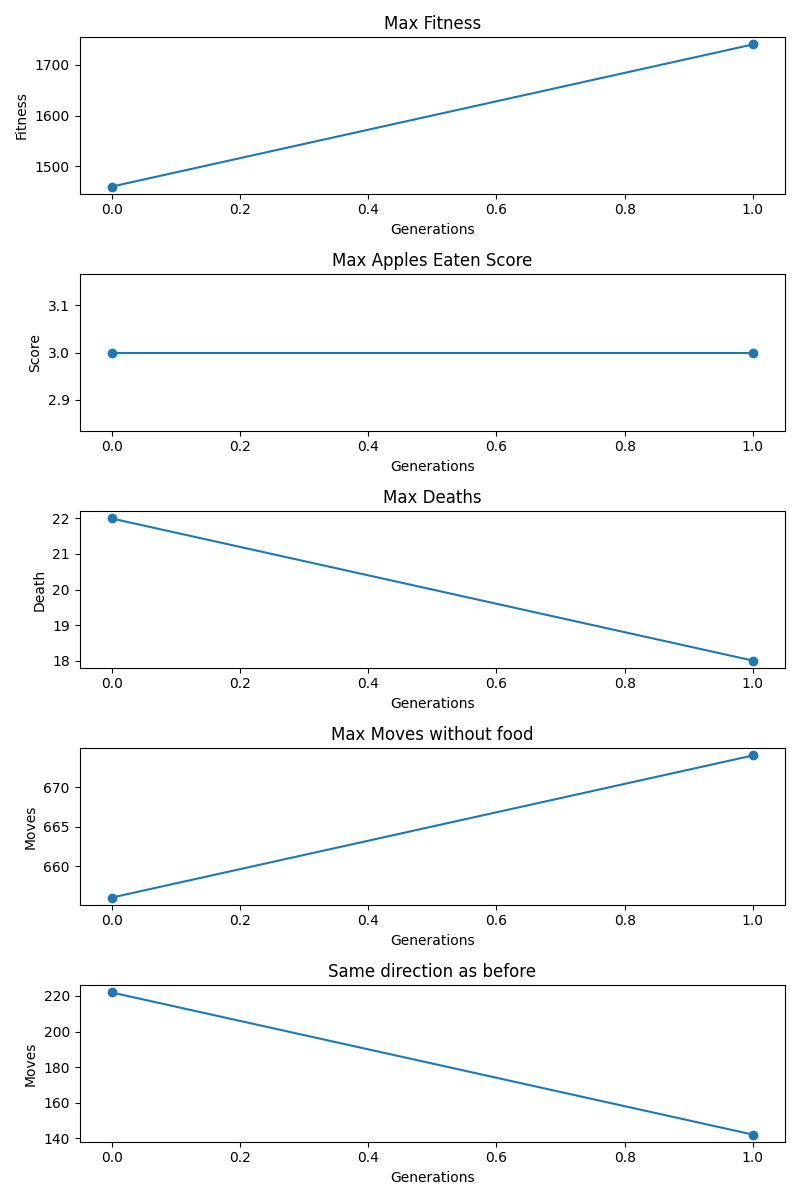 Max Fitness
Fitness
1700
1600
1500
0.0 0.2 0.4 0.6 0.8 1.0
Generations
Max Apples Eaten Score
Score
3.1
3.0
2.9
0.0 0.2 0.4 0.6 0.8 1.0
Generations
Max Deaths
Death
22
21
20
19
18
0.0 0.2 0.4 0.6 0.8 1.0
Generations
Max Moves without food
Moves
670
665
660
0.0 0.2 0.4 0.6 0.8 1.0
Generations
Same direction as before
Moves
220
200
180
160
140
0.0 0.2 0.4 0.6 0.8 1.0
Generations